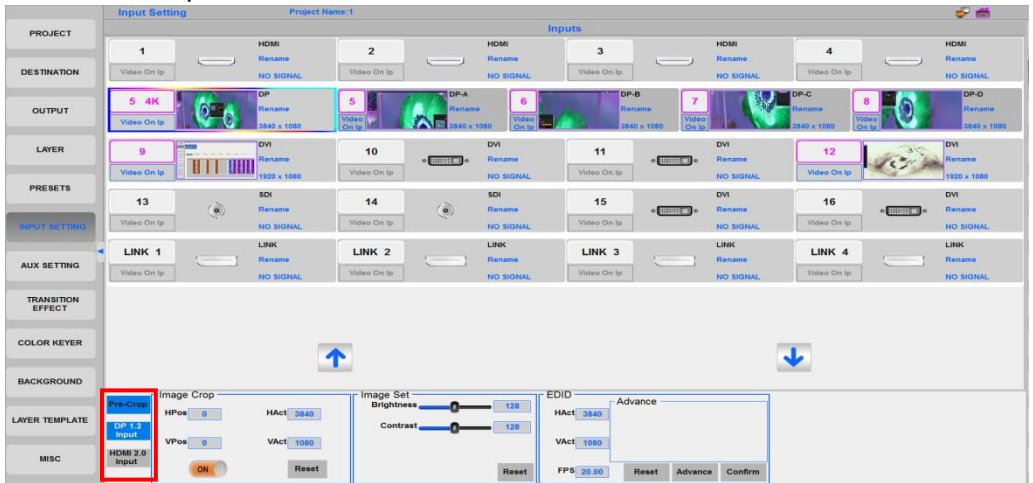 Input Setting Project Name:1
PROJECT
DESTINATION
OUTPUT
LAYER
PRESETS
INPUT SETTING
AUX SETTING
TRANSITION
EFFECT
COLOR KEYER
BACKGROUND
LAYER TEMPLATE
MISC
Inputs
1 HDMI 2 HDMI 3 HDMI 4 HDMI
Rename Rename Rename Rename
Video On Ip NO SIGNAL Video On Ip NO SIGNAL Video On Ip NO SIGNAL Video On Ip NO SIGNAL
5 4K DP 5 DP-A 6 DP-B 7 DP-C 8 DP-D
Rename Rename Rename Rename Rename
Video On Ip 3840 x 1080 Video On Ip 3840 x 1080 Video On Ip 3840 x 1080 Video On Ip 3840 x 1080 Video On Ip 3840 x 1080
9 DVI 10 DVI 11 DVI 12 DVI
Rename Rename Rename Rename
Video On Ip 1920 x 1080 Video On Ip NO SIGNAL Video On Ip NO SIGNAL Video On Ip 1920 x 1080
13 SDI 14 SDI 15 DVI 16 DVI
Rename Rename Rename Rename
Video On Ip NO SIGNAL Video On Ip NO SIGNAL Video On Ip NO SIGNAL Video On Ip NO SIGNAL
LINK 1 LINK LINK 2 LINK LINK 3 LINK LINK 4 LINK
Rename Rename Rename Rename
Video On Ip NO SIGNAL Video On Ip NO SIGNAL Video On Ip NO SIGNAL Video On Ip NO SIGNAL
Pre-Crop
DP 1.2
Input
HDMI 2.0
Input
Image Crop
HPos 0 HAct 3840
VPos 0 VAct 1080
ON Reset
Image Set
Brightness 128
Contrast 128
Reset
EDID
HAct 3840
VAct 1080
FPS 20.00
Advance
Reset Advance Confirm